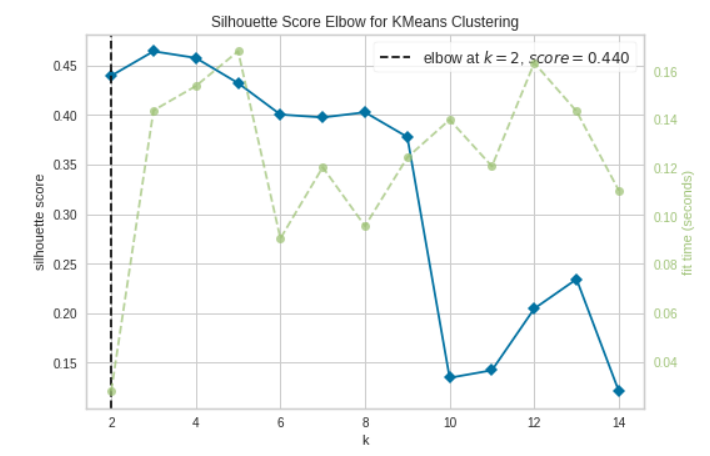 Silhouette Score Elbow for KMeans Clustering
elbow at k = 2, score = 0.440
0.45
0.40
0.35
0.30
0.25
0.20
0.15
silhouette score
0.16
0.14
0.12
0.10
0.08
0.06
0.04
fit time (seconds)
2 4 6 8 10 12 14
k